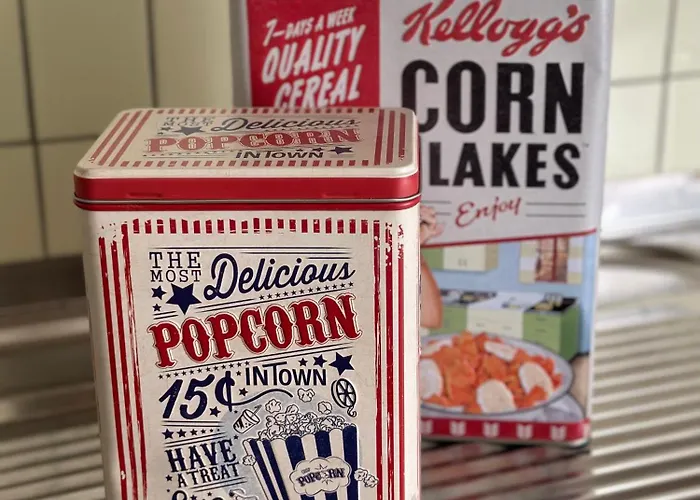 7-DAYS A WEEK
QUALITY
CEREAL
Kellogg's
CORN
LAKES
Enjoy
THE
MOST
Delicious
POPCORN
IN TOWN
THE
MOST
Delicious
POPCORN
15¢ IN TOWN
HAVE
A TREAT
POPCORN